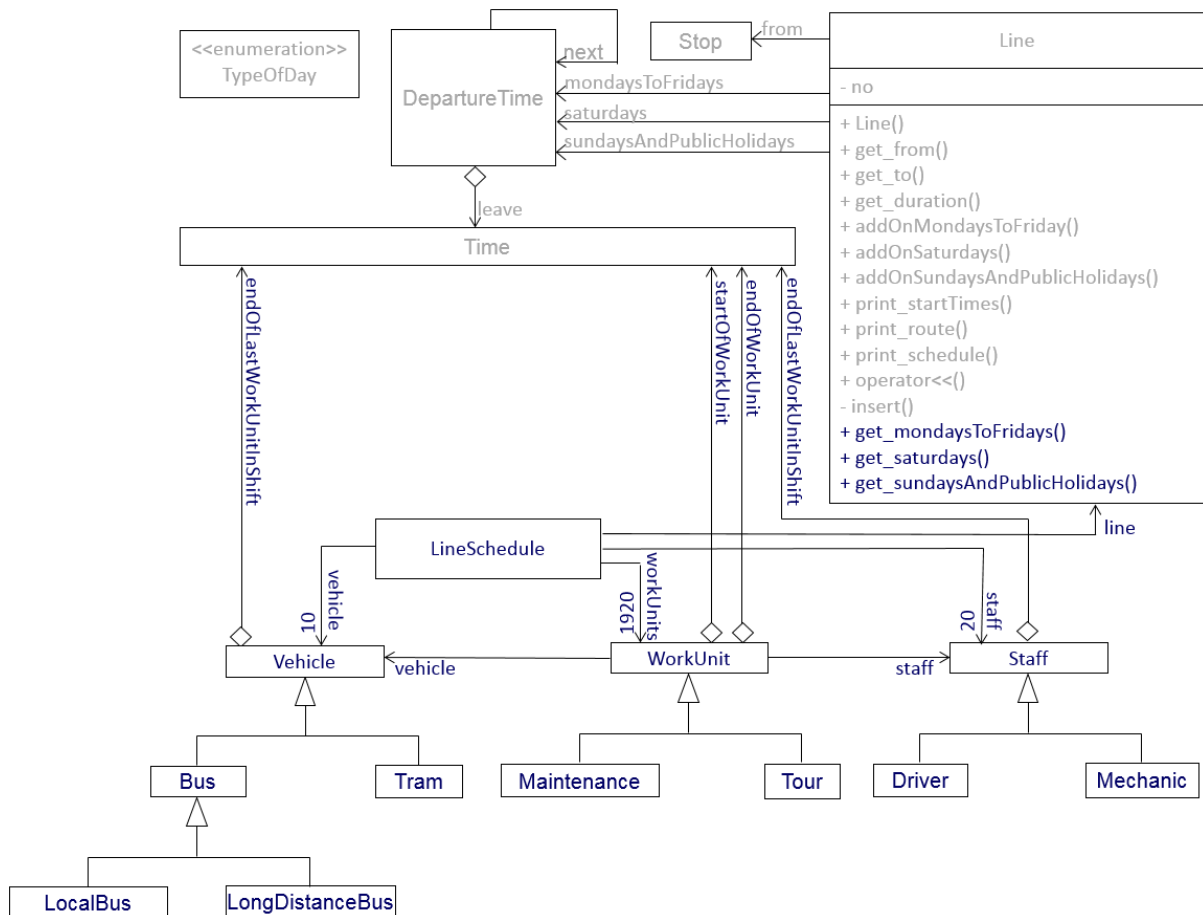 <<enumeration>>
TypeOfDay
next
DepartureTime
mondaysToFridays
saturdays
sundaysAndPublicHolidays
leave
Stop
from
Line
- no
+ Line()
+ get_from()
+ get_to()
+ get_duration()
+ addOnMondaysToFriday()
+ addOnSaturdays()
+ addOnSundaysAndPublicHolidays()
+ print_startTimes()
+ print_route()
+ print_schedule()
+ operator<<()
- insert()
+ get_mondaysToFridays()
+ get_saturdays()
+ get_sundaysAndPublicHolidays()
Time
endOfLastWorkUnitInShift
startOfWorkUnit
endOfWorkUnit
endOfLastWorkUnitInShift
LineSchedule
line
vehicle
10
workUnits
1920
staff
20
Vehicle
vehicle
WorkUnit
staff
Staff
Bus
Tram
Maintenance
Tour
Driver
Mechanic
LocalBus
LongDistanceBus